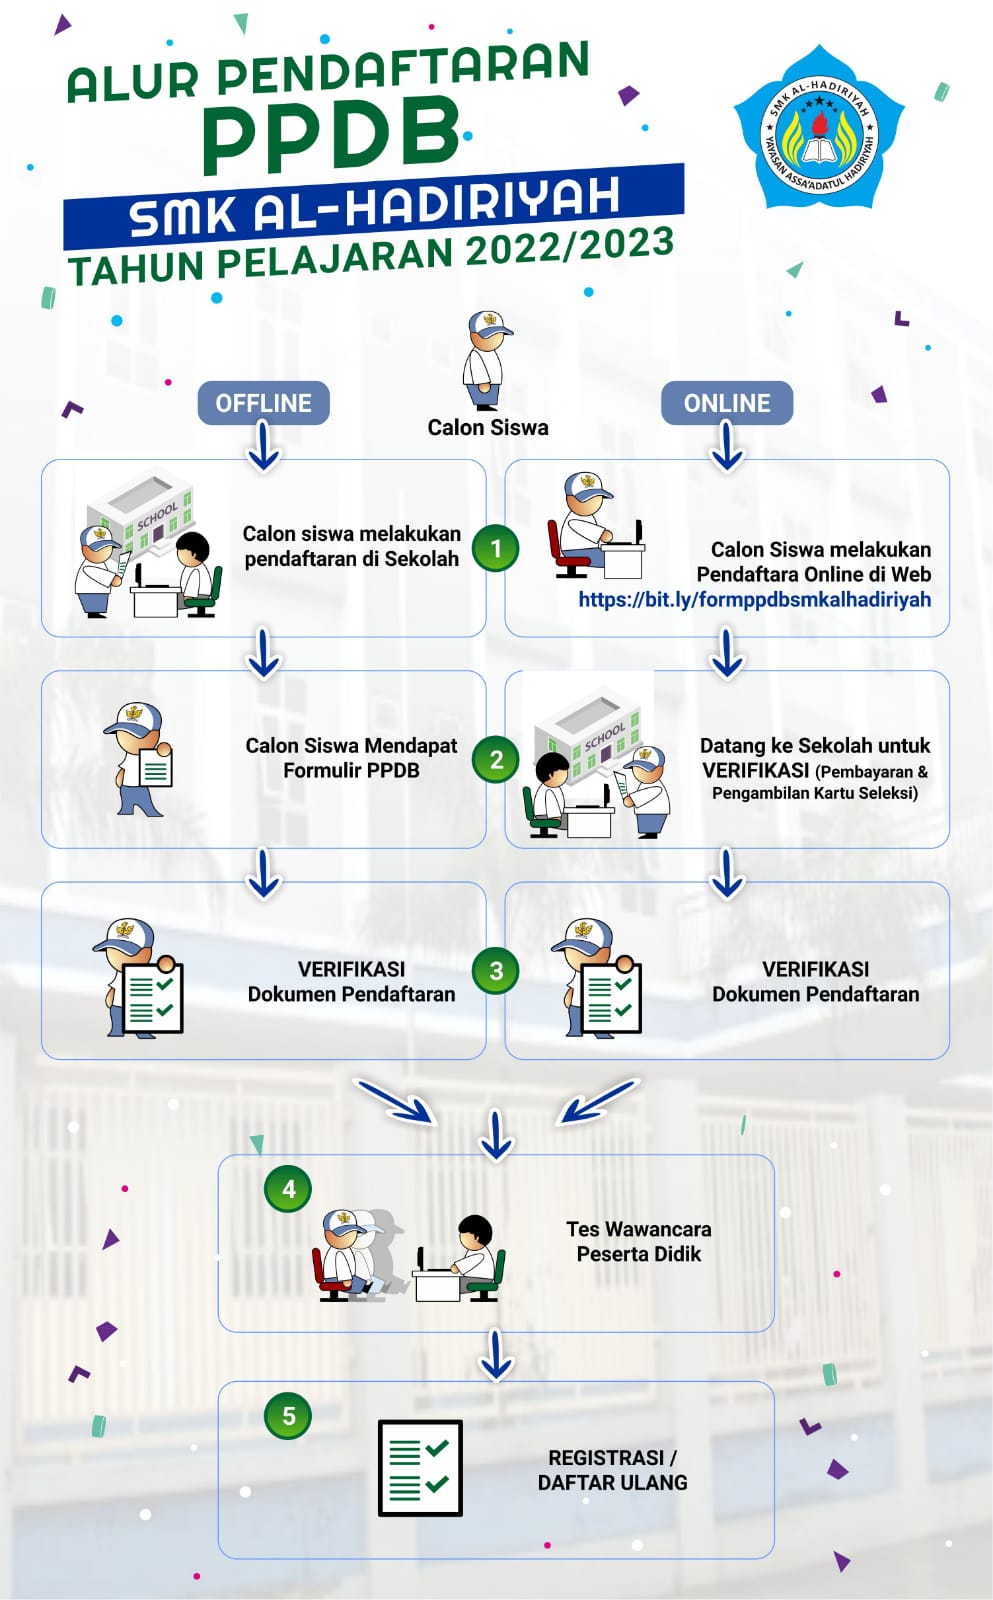 ALUR PENDAFTARAN
PPDB
SMK AL-HADIRIYAH
TAHUN PELAJARAN 2022/2023
SMK AL-HADIRIYAH
YAYASAN ASSA'ADATUL HADIRIYAH
Calon Siswa
OFFLINE
ONLINE
SCHOOL
Calon siswa melakukan
pendaftaran di Sekolah
1
Calon Siswa melakukan
Pendaftara Online di Web
https://bit.ly/formppdbsmkalhadiriyah
Calon Siswa Mendapat
Formulir PPDB
2
SCHOOL
Datang ke Sekolah untuk
VERIFIKASI (Pembayaran &
Pengambilan Kartu Seleksi)
VERIFIKASI
Dokumen Pendaftaran
3
VERIFIKASI
Dokumen Pendaftaran
4
Tes Wawancara
Peserta Didik
5
REGISTRASI /
DAFTAR ULANG